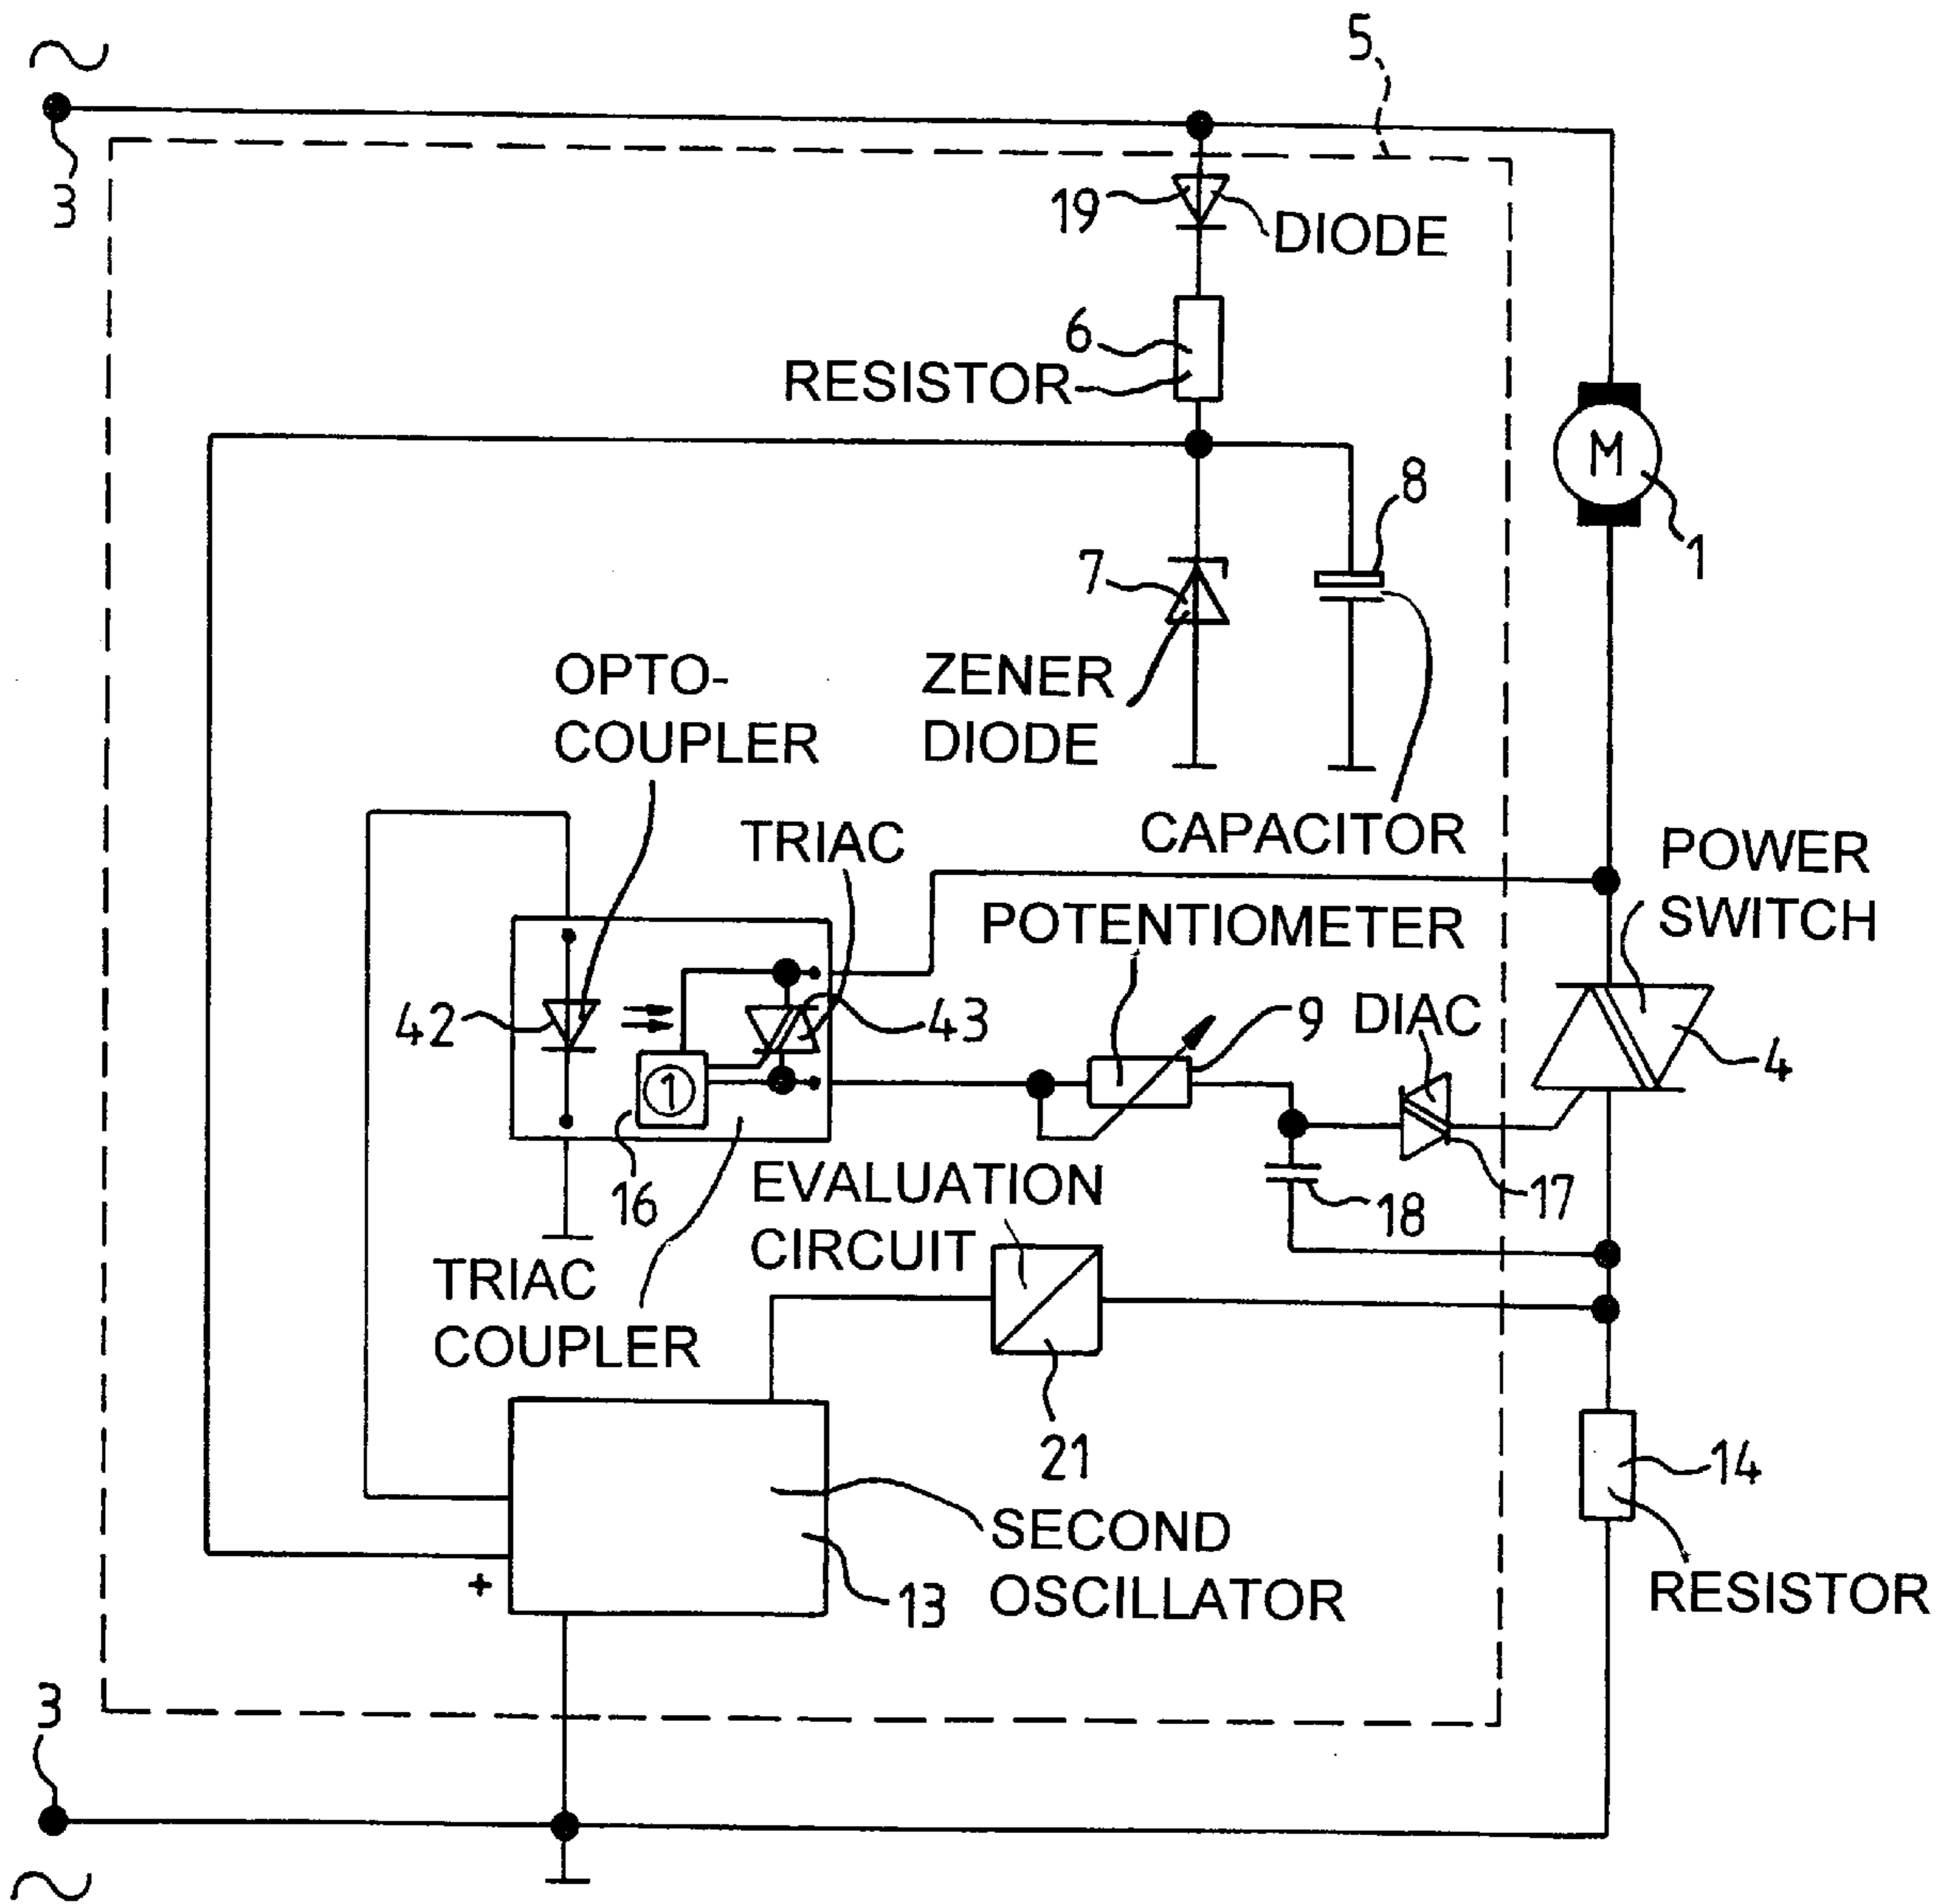 5
3
19
DIODE
6
RESISTOR
M
8
1
7
OPTO-
COUPLER
ZENER
DIODE
TRIAC
CAPACITOR
POWER
SWITCH
POTENTIOMETER
42
43
9
DIAC
4
1
16
EVALUATION
CIRCUIT
18
17
TRIAC
COUPLER
21
14
SECOND
OSCILLATOR
+
13
RESISTOR
3